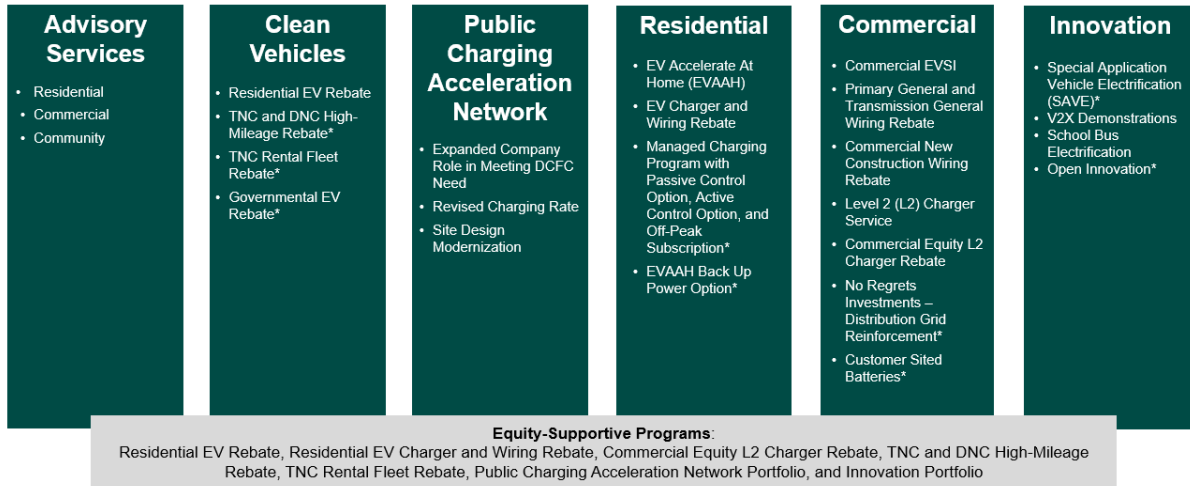 Advisory
Services
• Residential
• Commercial
• Community
Clean
Vehicles
• Residential EV Rebate
• TNC and DNC High-
Mileage Rebate*
• TNC Rental Fleet
Rebate*
• Governmental EV
Rebate*
Public
Charging
Acceleration
Network
• Expanded Company
Role in Meeting DCFC
Need
• Revised Charging Rate
• Site Design
Modernization
Residential
• EV Accelerate At
Home (EVAAH)
• EV Charger and
Wiring Rebate
• Managed Charging
Program with
Passive Control
Option, Active
Control Option, and
Off-Peak
Subscription*
• EVAAH Back Up
Power Option*
Commercial
• Commercial EVSI
• Primary General and
Transmission General
Wiring Rebate
• Commercial New
Construction Wiring
Rebate
• Level 2 (L2) Charger
Service
• Commercial Equity L2
Charger Rebate
• No Regrets
Investments –
Distribution Grid
Reinforcement*
• Customer Sited
Batteries*
Innovation
• Special Application
Vehicle Electrification
(SAVE)*
• V2X Demonstrations
• School Bus
Electrification
• Open Innovation*
Equity-Supportive Programs:
Residential EV Rebate, Residential EV Charger and Wiring Rebate, Commercial Equity L2 Charger Rebate, TNC and DNC High-Mileage
Rebate, TNC Rental Fleet Rebate, Public Charging Acceleration Network Portfolio, and Innovation Portfolio